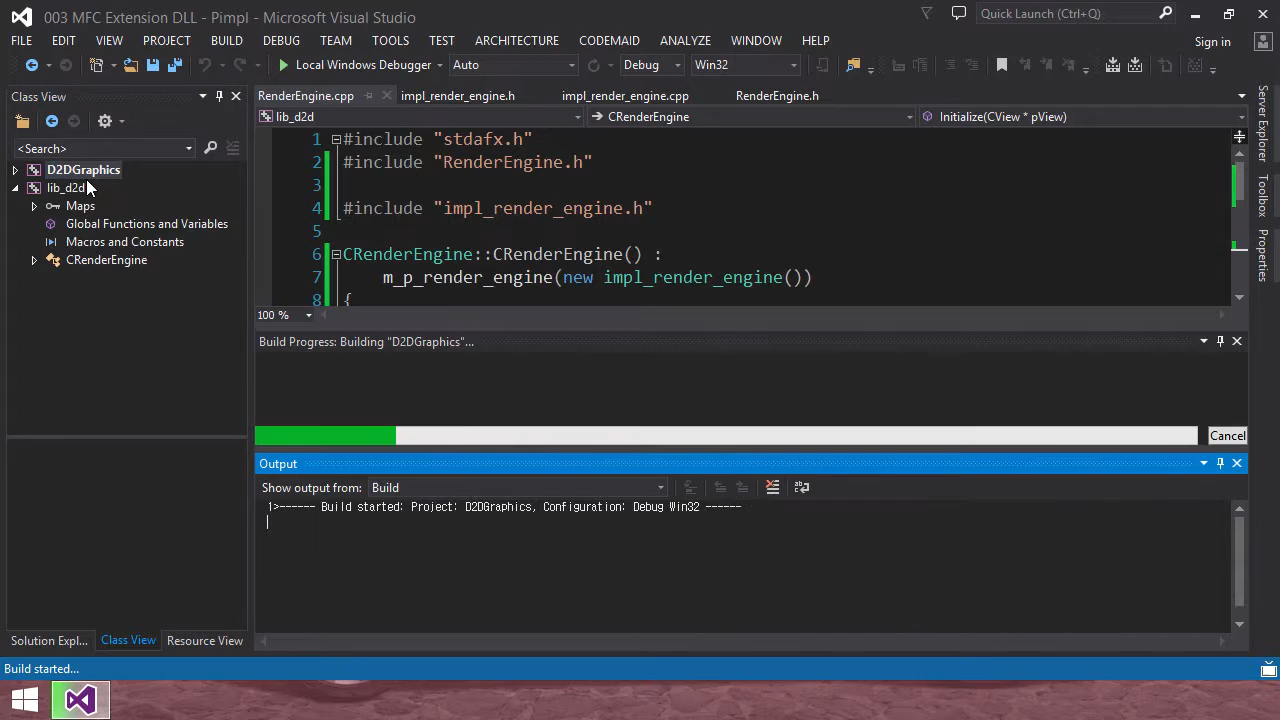 003 MFC Extension DLL - Pimpl - Microsoft Visual Studio
Quick Launch (Ctrl+Q)
FILE EDIT VIEW PROJECT BUILD DEBUG TEAM TOOLS TEST ARCHITECTURE CODEMAID ANALYZE WINDOW HELP
Sign in
Local Windows Debugger Auto Debug Win32
Class View
RenderEngine.cpp impl_render_engine.h impl_render_engine.cpp RenderEngine.h
lib_d2d CRenderEngine Initialize(CView * pView)
<Search>
D2DGraphics
lib_d2d
Maps
Global Functions and Variables
Macros and Constants
CRenderEngine
1 #include "stdafx.h"
2 #include "RenderEngine.h"
3
4 #include "impl_render_engine.h"
5
6 CRenderEngine::CRenderEngine() :
7 m_p_render_engine(new impl_render_engine())
8 {
100 %
Build Progress: Building "D2DGraphics"...
Cancel
Output
Show output from: Build
1>------ Build started: Project: D2DGraphics, Configuration: Debug Win32 ------
Solution Expl... Class View Resource View
Build started...
Server Explorer
Toolbox
Properties